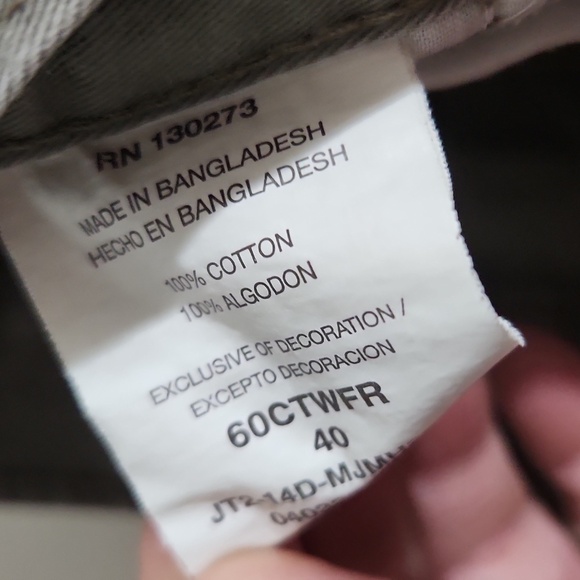 RN 130273
MADE IN BANGLADESH
HECHO EN BANGLADESH
100% COTTON
100% ALGODON
EXCLUSIVE OF DECORATION /
EXCEPTO DECORACION
60CTWFR
40